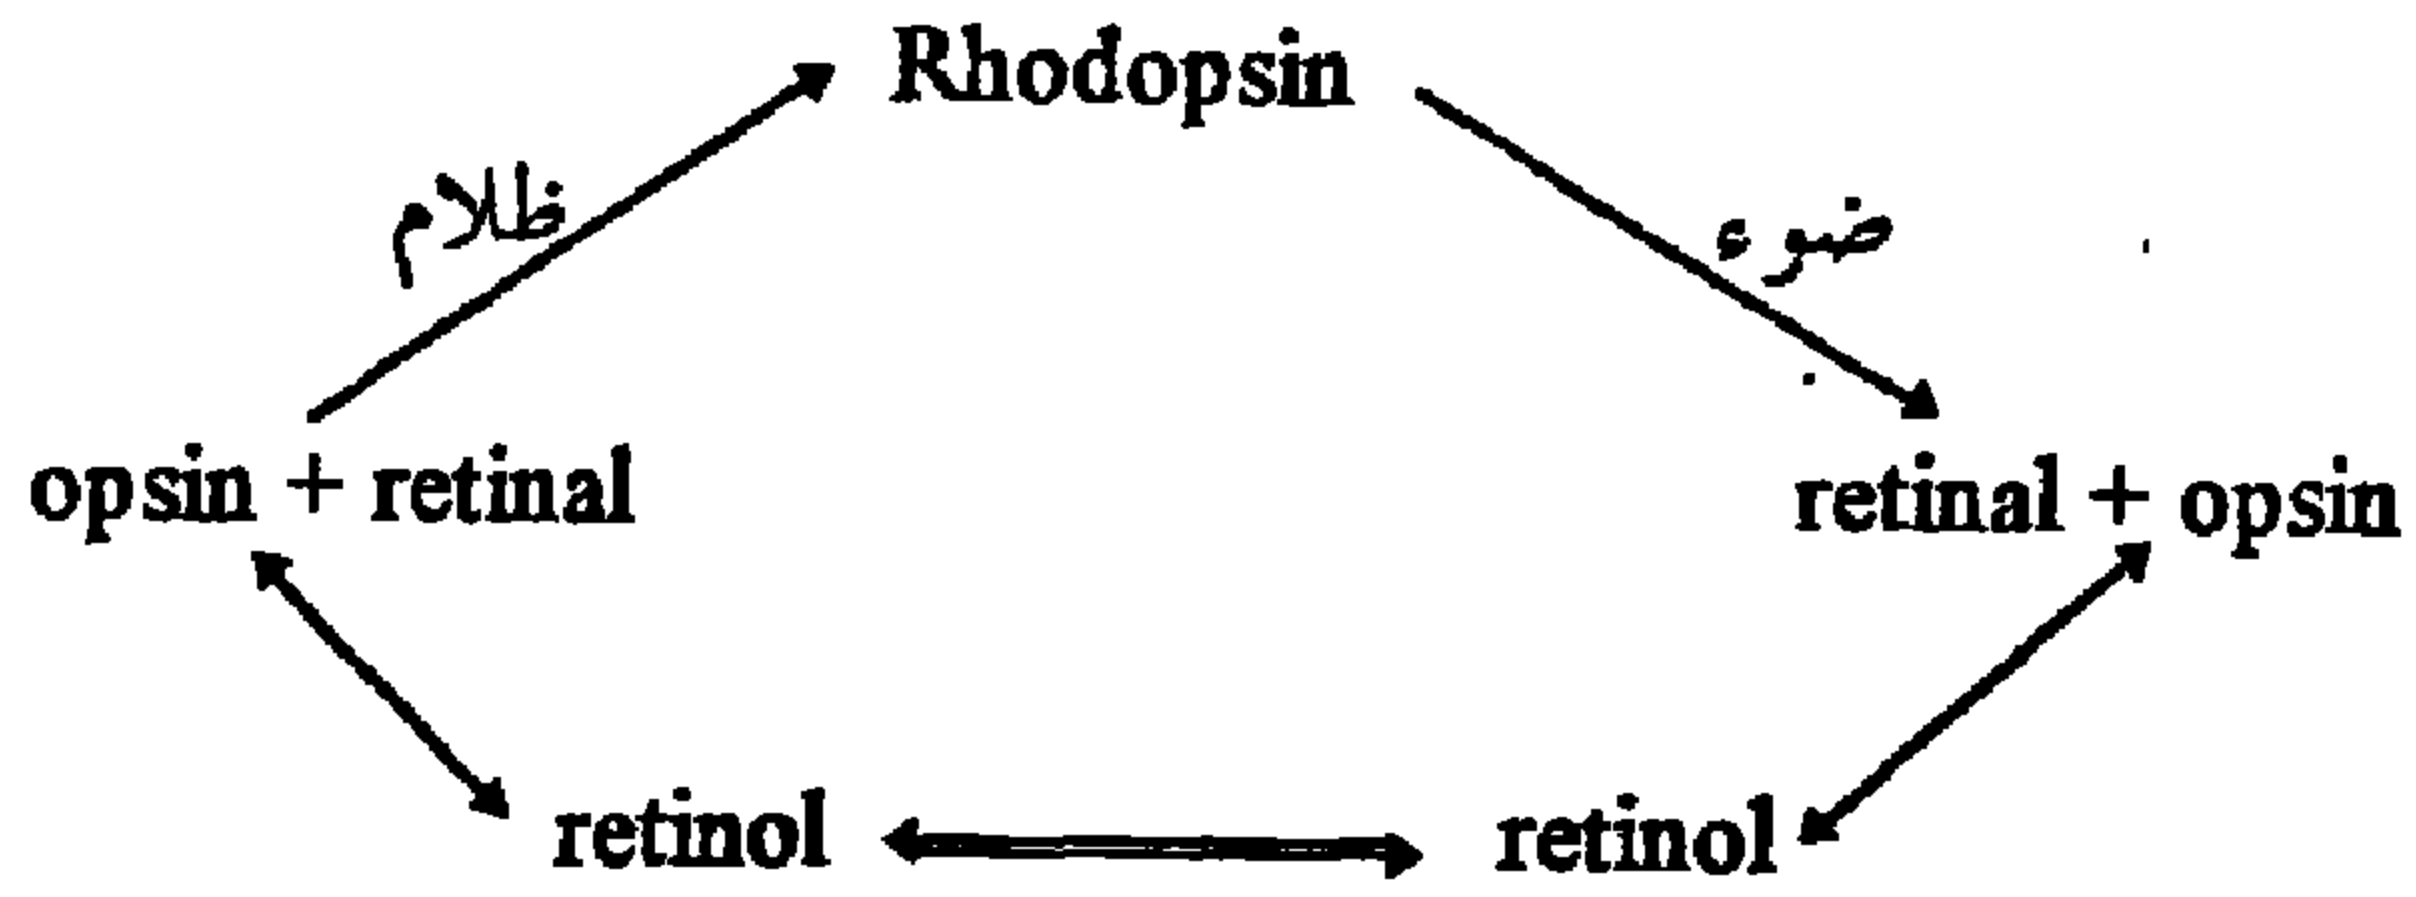 Rhodopsin
ظلام
ضوء
opsin + retinal
retinal + opsin
retinol
retinol